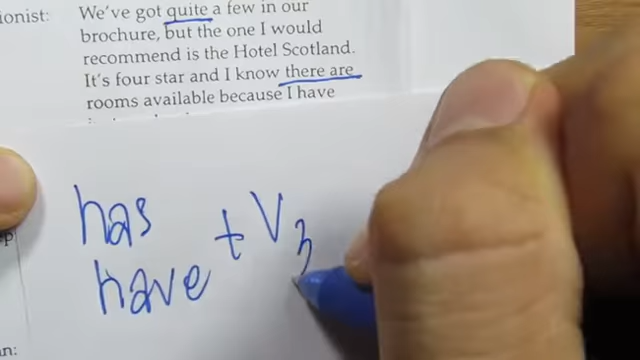 ionist: We've got quite a few in our
brochure, but the one I would
recommend is the Hotel Scotland.
It's four star and I know there are
rooms available because I have
has
have + V3
p
n: